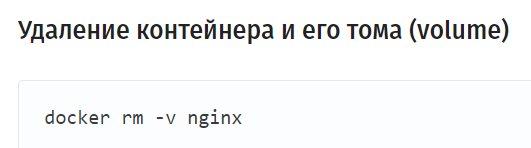 Удаление контейнера и его тома (volume)
docker rm -v nginx